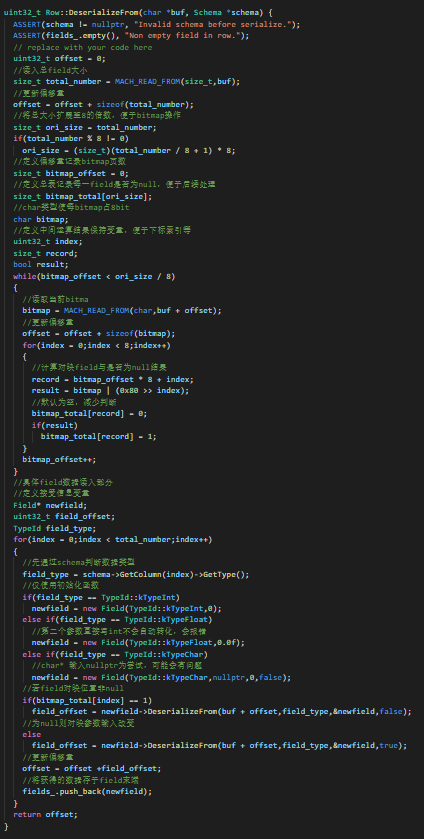 uint32_t Row::DeserializeFrom(char *buf, Schema *schema) {
ASSERT(schema != nullptr, "Invalid schema before serialize.");
ASSERT(fields_.empty(), "Non empty field in row.");
// replace with your code here
uint32_t offset = 0;
//读入总field大小
size_t total_number = MACH_READ_FROM(size_t,buf);
//更新偏移量
offset = offset + sizeof(total_number);
//将总大小扩展至8的倍数，便于bitmap操作
size_t ori_size = total_number;
if(total_number % 8 != 0)
ori_size = (size_t)(total_number / 8 + 1) * 8;
//定义偏移量记录bitmap页数
size_t bitmap_offset = 0;
//定义总表记录每一field是否为null，便于后续处理
size_t bitmap_total[ori_size];
//char类型使每bitmap占8bit
char bitmap;
//定义中间运算结果保持变量，便于下标索引等
uint32_t index;
size_t record;
bool result;
while(bitmap_offset < ori_size / 8)
{
//读取当前bitma
bitmap = MACH_READ_FROM(char,buf + offset);
//更新偏移量
offset = offset + sizeof(bitmap);
for(index = 0;index < 8;index++)
{
//计算对映field与是否为null结果
record = bitmap_offset * 8 + index;
result = bitmap | (0x80 >> index);
//默认为空，减少判断
bitmap_total[record] = 0;
if(result)
bitmap_total[record] = 1;
}
bitmap_offset++;
}
//具体field数据读入部分
//定义接受信息变量
Field* newfield;
uint32_t field_offset;
TypeId field_type;
for(index = 0;index < total_number;index++)
{
//先通过schema判断数据类型
field_type = schema->GetColumn(index)->GetType();
//仅使用初始化函数
if(field_type == TypeId::kTypeInt)
newfield = new Field(TypeId::kTypeInt,0);
else if(field_type == TypeId::kTypeFloat)
//第二个参数直接写int不会自动转化，会报错
newfield = new Field(TypeId::kTypeFloat,0.0f);
else if(field_type == TypeId::kTypeChar)
//char* 输入nullptr为尝试，可能会有问题
newfield = new Field(TypeId::kTypeChar,nullptr,0,false);
//若field对映位置非null
if(bitmap_total[index] == 1)
field_offset = newfield->DeserializeFrom(buf + offset,field_type,&newfield,false);
//为null则对映参数输入改变
else
field_offset = newfield->DeserializeFrom(buf + offset,field_type,&newfield,true);
//更新偏移量
offset = offset +field_offset;
//将获得的数据存于field末端
fields_.push_back(newfield);
}
return offset;
}